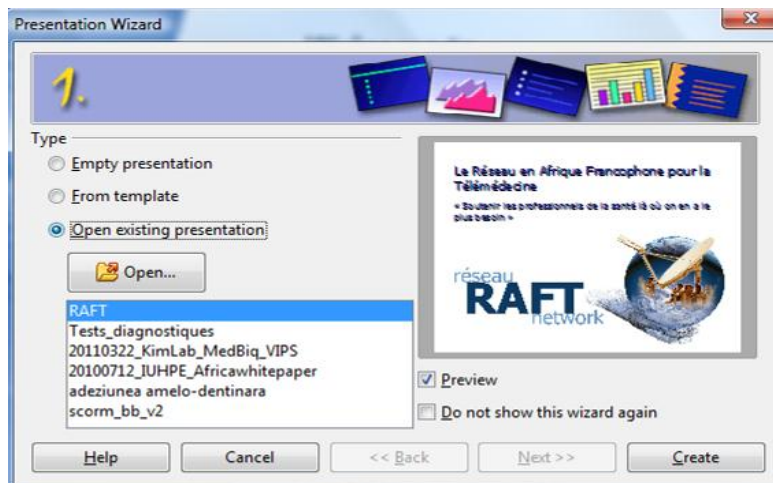 Presentation Wizard
1.
Type
Empty presentation
From template
Open existing presentation
Open...
RAFT
Tests_diagnostiques
20110322_KimLab_MedBiq_VIPS
20100712_IUHPE_Africawhitepaper
adeziunea amelo-dentinara
scorm_bb_v2
Le Réseau en Afrique Francophone pour la
Télémédecine
« Soutenir les professionnels de la santé là où on en a le
plus besoin »
réseau
RAFT
network
Preview
Do not show this wizard again
Help
Cancel
<< Back
Next >>
Create